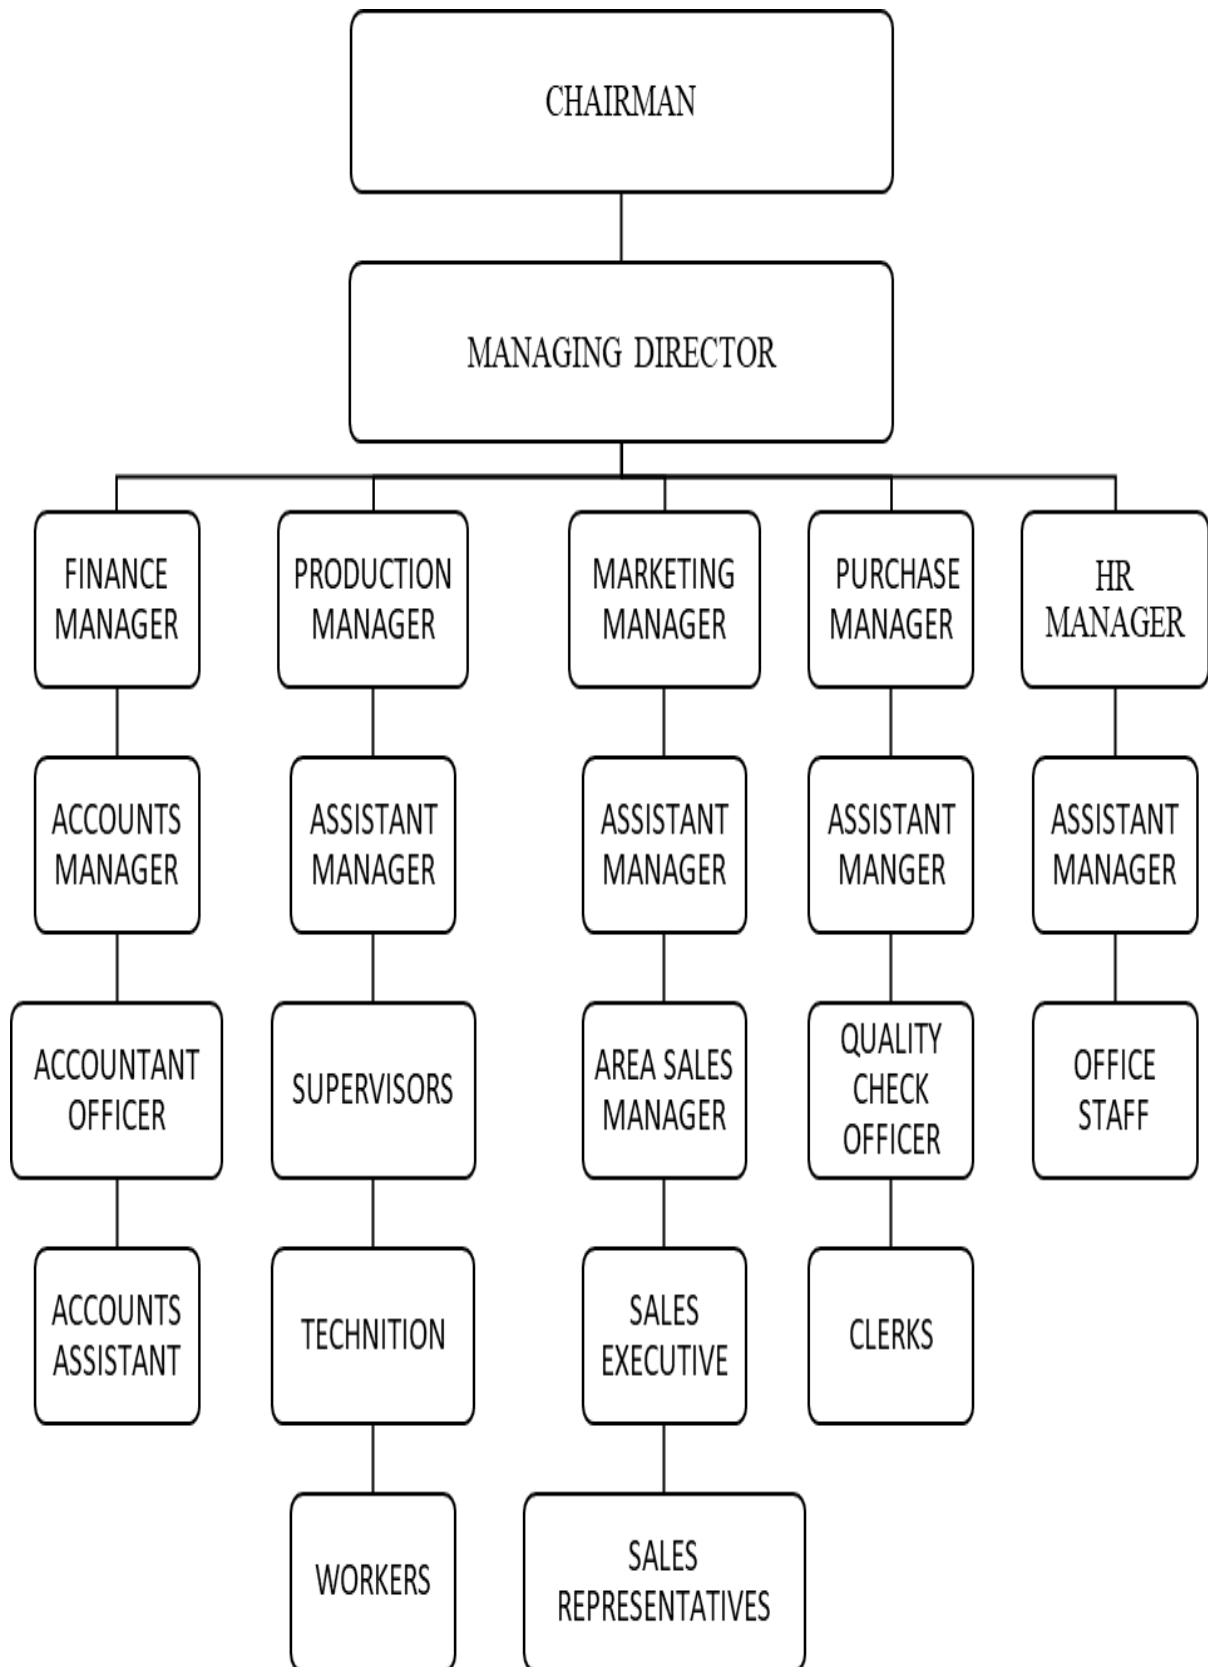 CHAIRMAN
MANAGING DIRECTOR
FINANCE
MANAGER
PRODUCTION
MANAGER
MARKETING
MANAGER
PURCHASE
MANAGER
HR
MANAGER
ACCOUNTS
MANAGER
ASSISTANT
MANAGER
ASSISTANT
MANAGER
ASSISTANT
MANGER
ASSISTANT
MANAGER
ACCOUNTANT
OFFICER
SUPERVISORS
AREA SALES
MANAGER
QUALITY
CHECK
OFFICER
OFFICE
STAFF
ACCOUNTS
ASSISTANT
TECHNITION
SALES
EXECUTIVE
CLERKS
WORKERS
SALES
REPRESENTATIVES